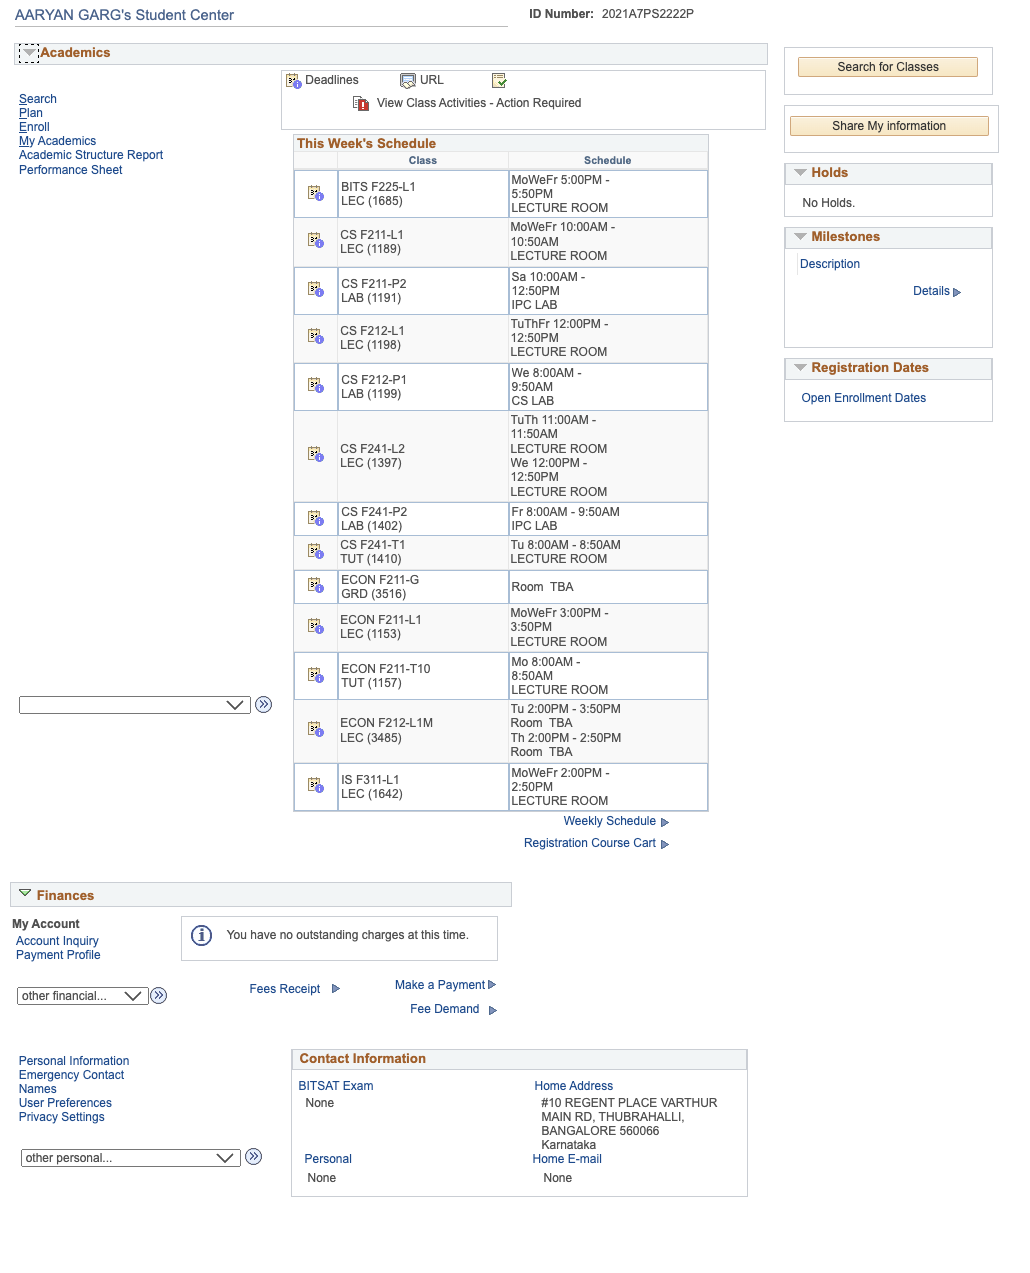 AARYAN GARG's Student Center
ID Number: 2021A7PS2222P
Academics
Search
Plan
Enroll
My Academics
Academic Structure Report
Performance Sheet
Deadlines URL
View Class Activities - Action Required
This Week's Schedule
Class Schedule
BITS F225-L1
LEC (1685)
MoWeFr 5:00PM -
5:50PM
LECTURE ROOM
CS F211-L1
LEC (1189)
MoWeFr 10:00AM -
10:50AM
LECTURE ROOM
CS F211-P2
LAB (1191)
Sa 10:00AM -
12:50PM
IPC LAB
CS F212-L1
LEC (1198)
TuThFr 12:00PM -
12:50PM
LECTURE ROOM
CS F212-P1
LAB (1199)
We 8:00AM -
9:50AM
CS LAB
CS F241-L2
LEC (1397)
TuTh 11:00AM -
11:50AM
LECTURE ROOM
We 12:00PM -
12:50PM
LECTURE ROOM
CS F241-P2
LAB (1402)
Fr 8:00AM - 9:50AM
IPC LAB
CS F241-T1
TUT (1410)
Tu 8:00AM - 8:50AM
LECTURE ROOM
ECON F211-G
GRD (3516)
Room TBA
ECON F211-L1
LEC (1153)
MoWeFr 3:00PM -
3:50PM
LECTURE ROOM
ECON F211-T10
TUT (1157)
Mo 8:00AM -
8:50AM
LECTURE ROOM
ECON F212-L1M
LEC (3485)
Tu 2:00PM - 3:50PM
Room TBA
Th 2:00PM - 2:50PM
Room TBA
IS F311-L1
LEC (1642)
MoWeFr 2:00PM -
2:50PM
LECTURE ROOM
Weekly Schedule
Registration Course Cart
Search for Classes
Share My information
Holds
No Holds.
Milestones
Description
Details
Registration Dates
Open Enrollment Dates
Finances
My Account
Account Inquiry
Payment Profile
You have no outstanding charges at this time.
other financial...
Fees Receipt
Make a Payment
Fee Demand
Personal Information
Emergency Contact
Names
User Preferences
Privacy Settings
other personal...
Contact Information
BITSAT Exam
None
Home Address
#10 REGENT PLACE VARTHUR
MAIN RD, THUBRAHALLI,
BANGALORE 560066
Karnataka
Personal
None
Home E-mail
None